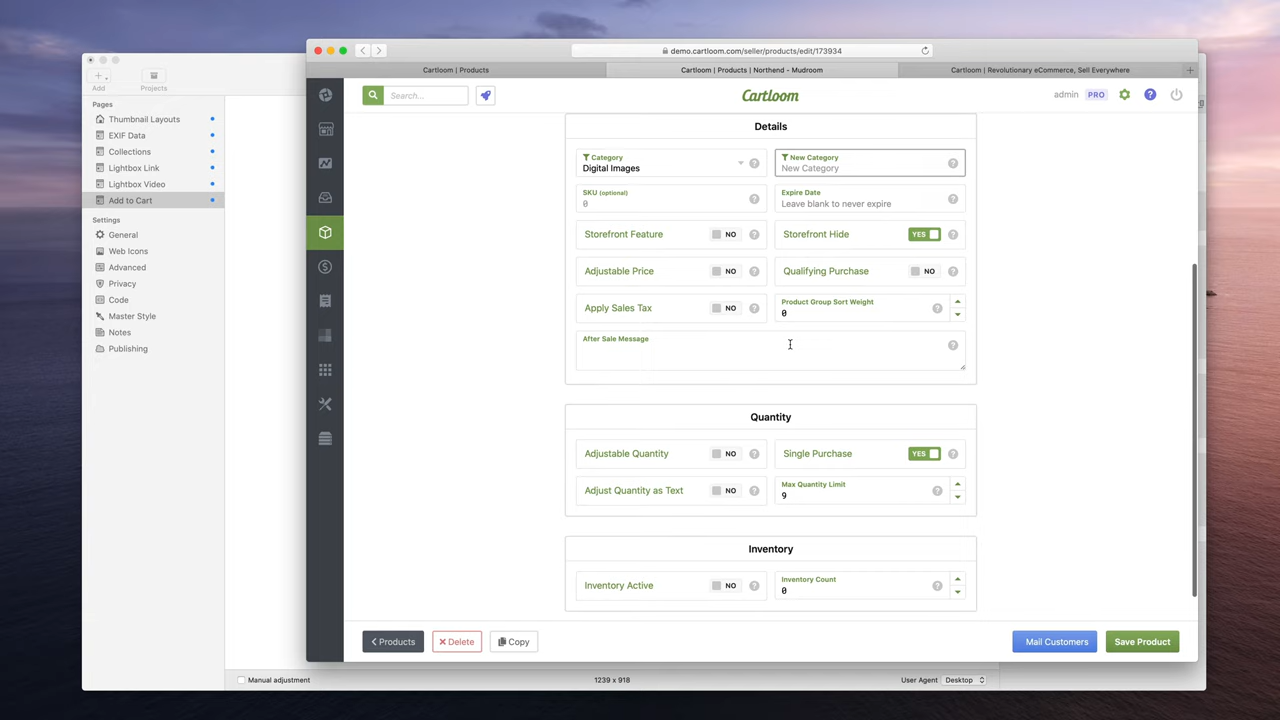 demo.cartloom.com/seller/products/edit/173934
Cartloom | Products
Cartloom | Products | Northend - Mudroom
Cartloom | Revolutionary eCommerce, Sell Everywhere
Add
Projects
Pages
Thumbnail Layouts
EXIF Data
Collections
Lightbox Link
Lightbox Video
Add to Cart
Settings
General
Web Icons
Advanced
Privacy
Code
Master Style
Notes
Publishing
Search...
Cartloom
admin PRO
Details
Category
Digital Images
New Category
New Category
SKU (optional)
0
Expire Date
Leave blank to never expire
Storefront Feature NO
Storefront Hide YES
Adjustable Price NO
Qualifying Purchase NO
Apply Sales Tax NO
Product Group Sort Weight
0
After Sale Message
Quantity
Adjustable Quantity NO
Single Purchase YES
Adjust Quantity as Text NO
Max Quantity Limit
9
Inventory
Inventory Active NO
Inventory Count
0
Products
Delete
Copy
Mail Customers
Save Product
Manual adjustment
1239 x 918
User Agent Desktop